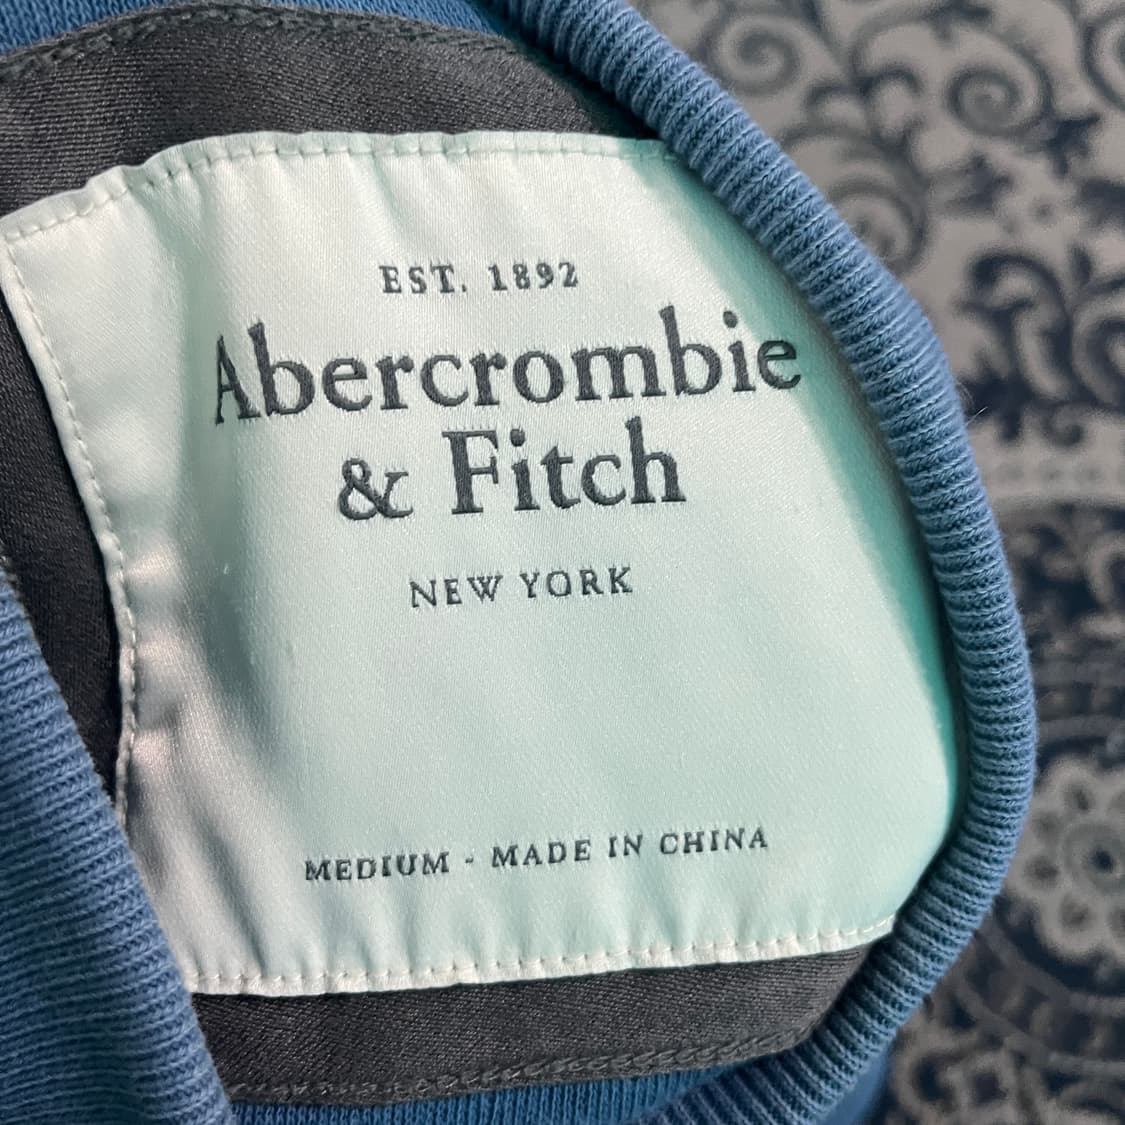 EST. 1892
Abercrombie
& Fitch
NEW YORK
MEDIUM - MADE IN CHINA